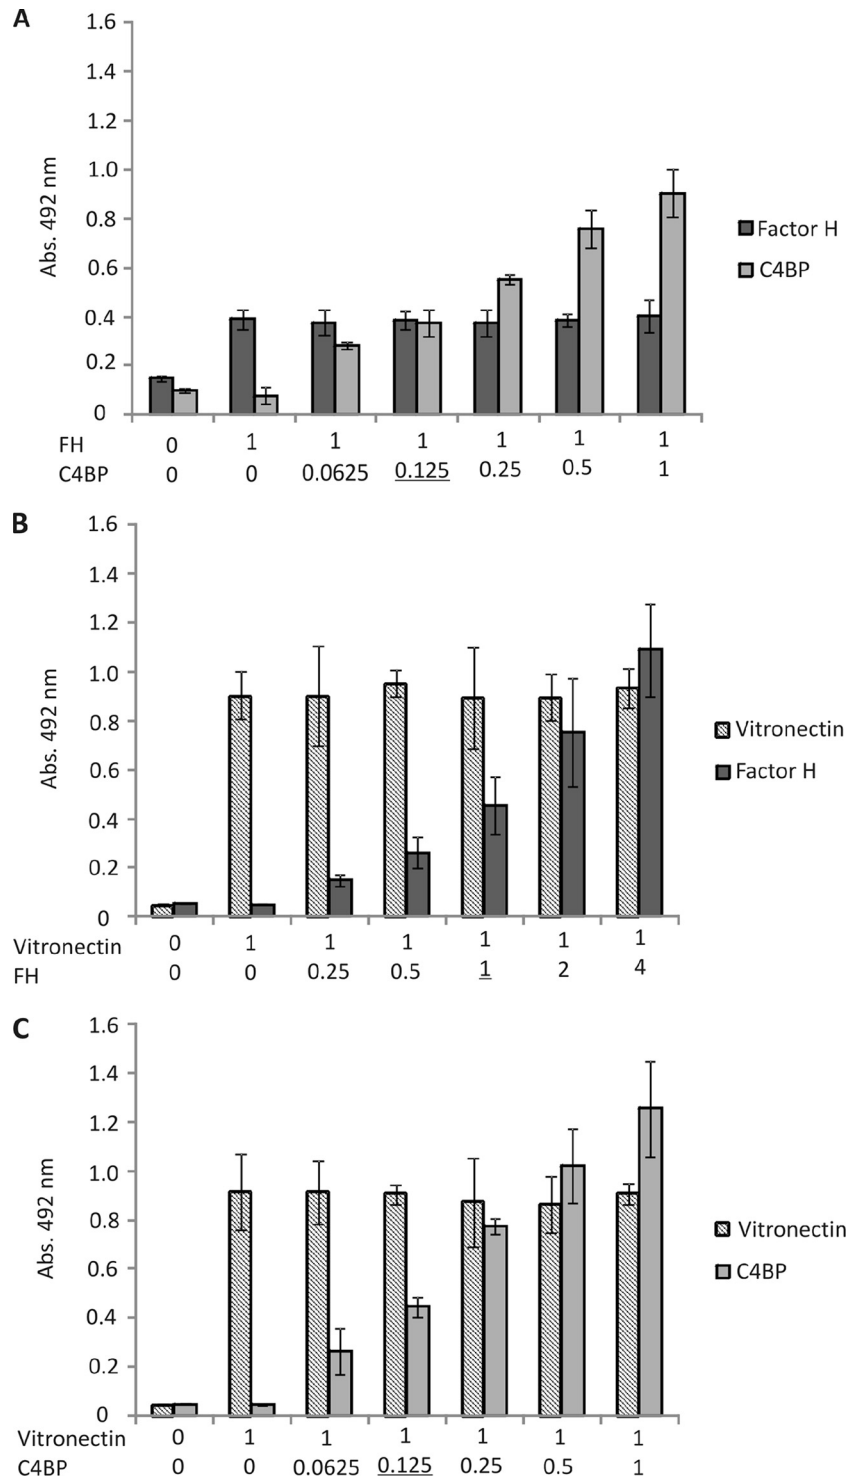 A
1.6
1.4
1.2
1.0
0.8
0.6
0.4
0.2
0
Abs. 492 nm
Factor H
C4BP
FH 0 1 1 1 1 1 1
C4BP 0 0 0.0625 0.125 0.25 0.5 1
B
1.6
1.4
1.2
1.0
0.8
0.6
0.4
0.2
0
Abs. 492 nm
Vitronectin
Factor H
Vitronectin 0 1 1 1 1 1 1
FH 0 0 0.25 0.5 1 2 4
C
1.6
1.4
1.2
1.0
0.8
0.6
0.4
0.2
0
Abs. 492 nm
Vitronectin
C4BP
Vitronectin 0 1 1 1 1 1 1
C4BP 0 0 0.0625 0.125 0.25 0.5 1